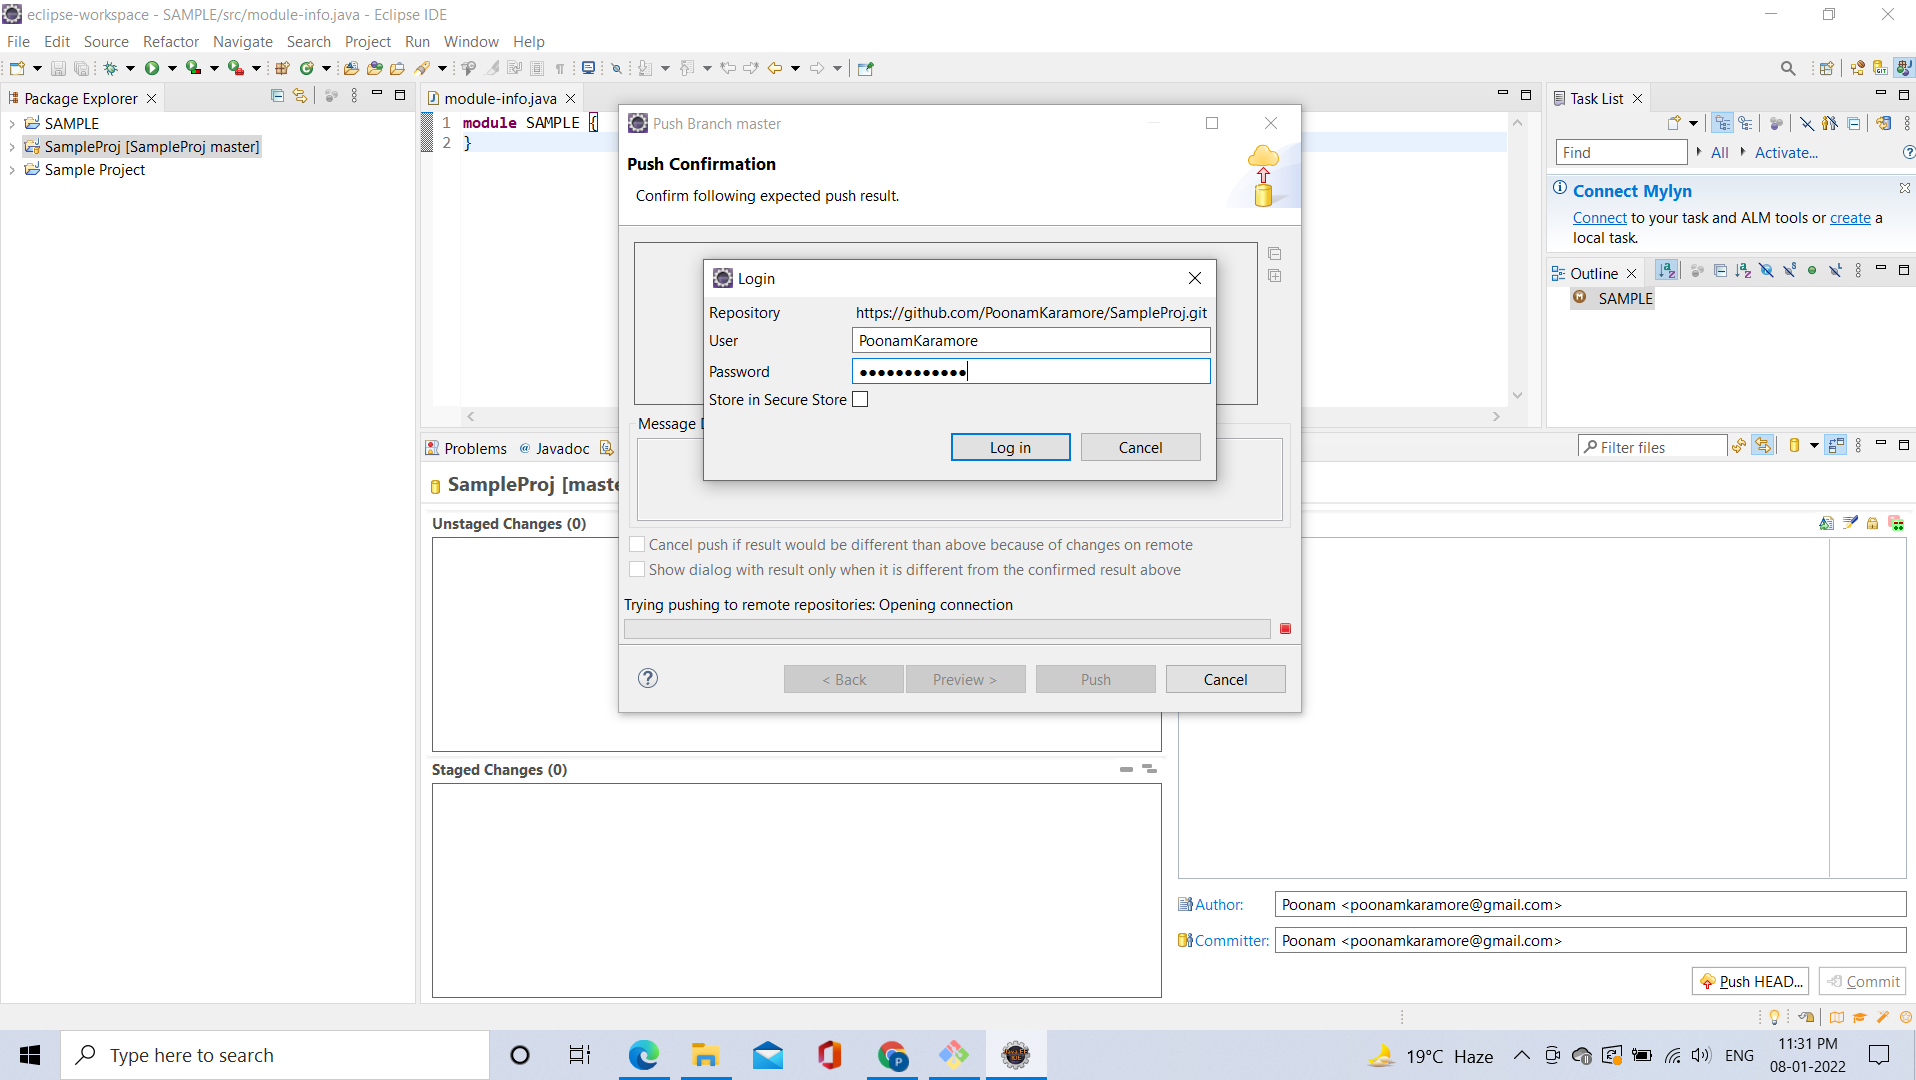 eclipse-workspace - SAMPLE/src/module-info.java - Eclipse IDE
File Edit Source Refactor Navigate Search Project Run Window Help
Package Explorer
SAMPLE
SampleProj [SampleProj master]
Sample Project
module-info.java
1 module SAMPLE {
2 }
Push Branch master
Push Confirmation
Confirm following expected push result.
Login
Repository https://github.com/PoonamKaramore/SampleProj.git
User PoonamKaramore
Password ●●●●●●●●●●●●
Store in Secure Store
Log in Cancel
Message
Cancel push if result would be different than above because of changes on remote
Show dialog with result only when it is different from the confirmed result above
Trying pushing to remote repositories: Opening connection
< Back Preview > Push Cancel
Task List
Find All Activate...
Connect Mylyn
Connect to your task and ALM tools or create a
local task.
Outline
SAMPLE
Problems @ Javadoc
Filter files
SampleProj [maste
Unstaged Changes (0)
Staged Changes (0)
Author: Poonam <poonamkaramore@gmail.com>
Committer: Poonam <poonamkaramore@gmail.com>
Push HEAD... Commit
Type here to search
19°C Haze
ENG
11:31 PM
08-01-2022